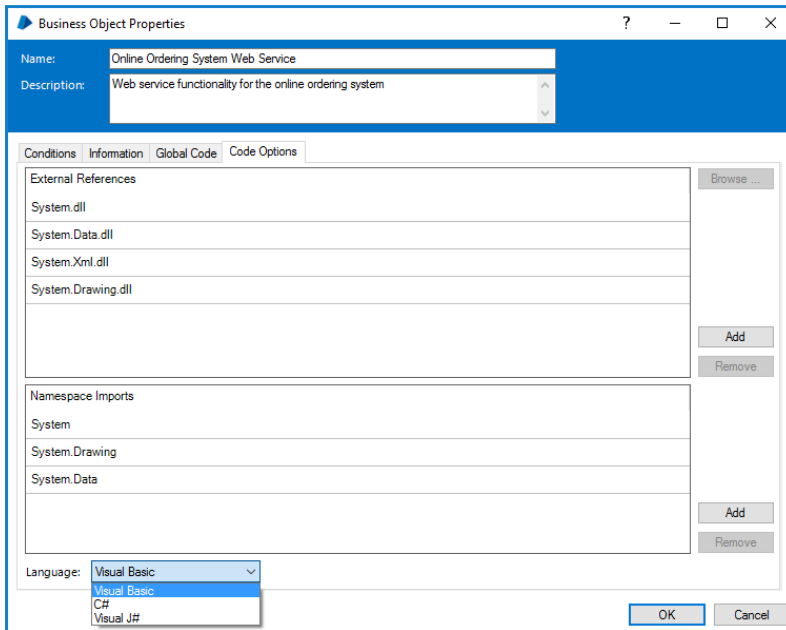 Business Object Properties ?
Name: Online Ordering System Web Service
Description: Web service functionality for the online ordering system
Conditions Information Global Code Code Options
External References Browse ...
System.dll
System.Data.dll
System.Xml.dll
System.Drawing.dll
Add
Remove
Namespace Imports
System
System.Drawing
System.Data
Add
Remove
Language: Visual Basic
Visual Basic
C#
Visual J#
OK Cancel